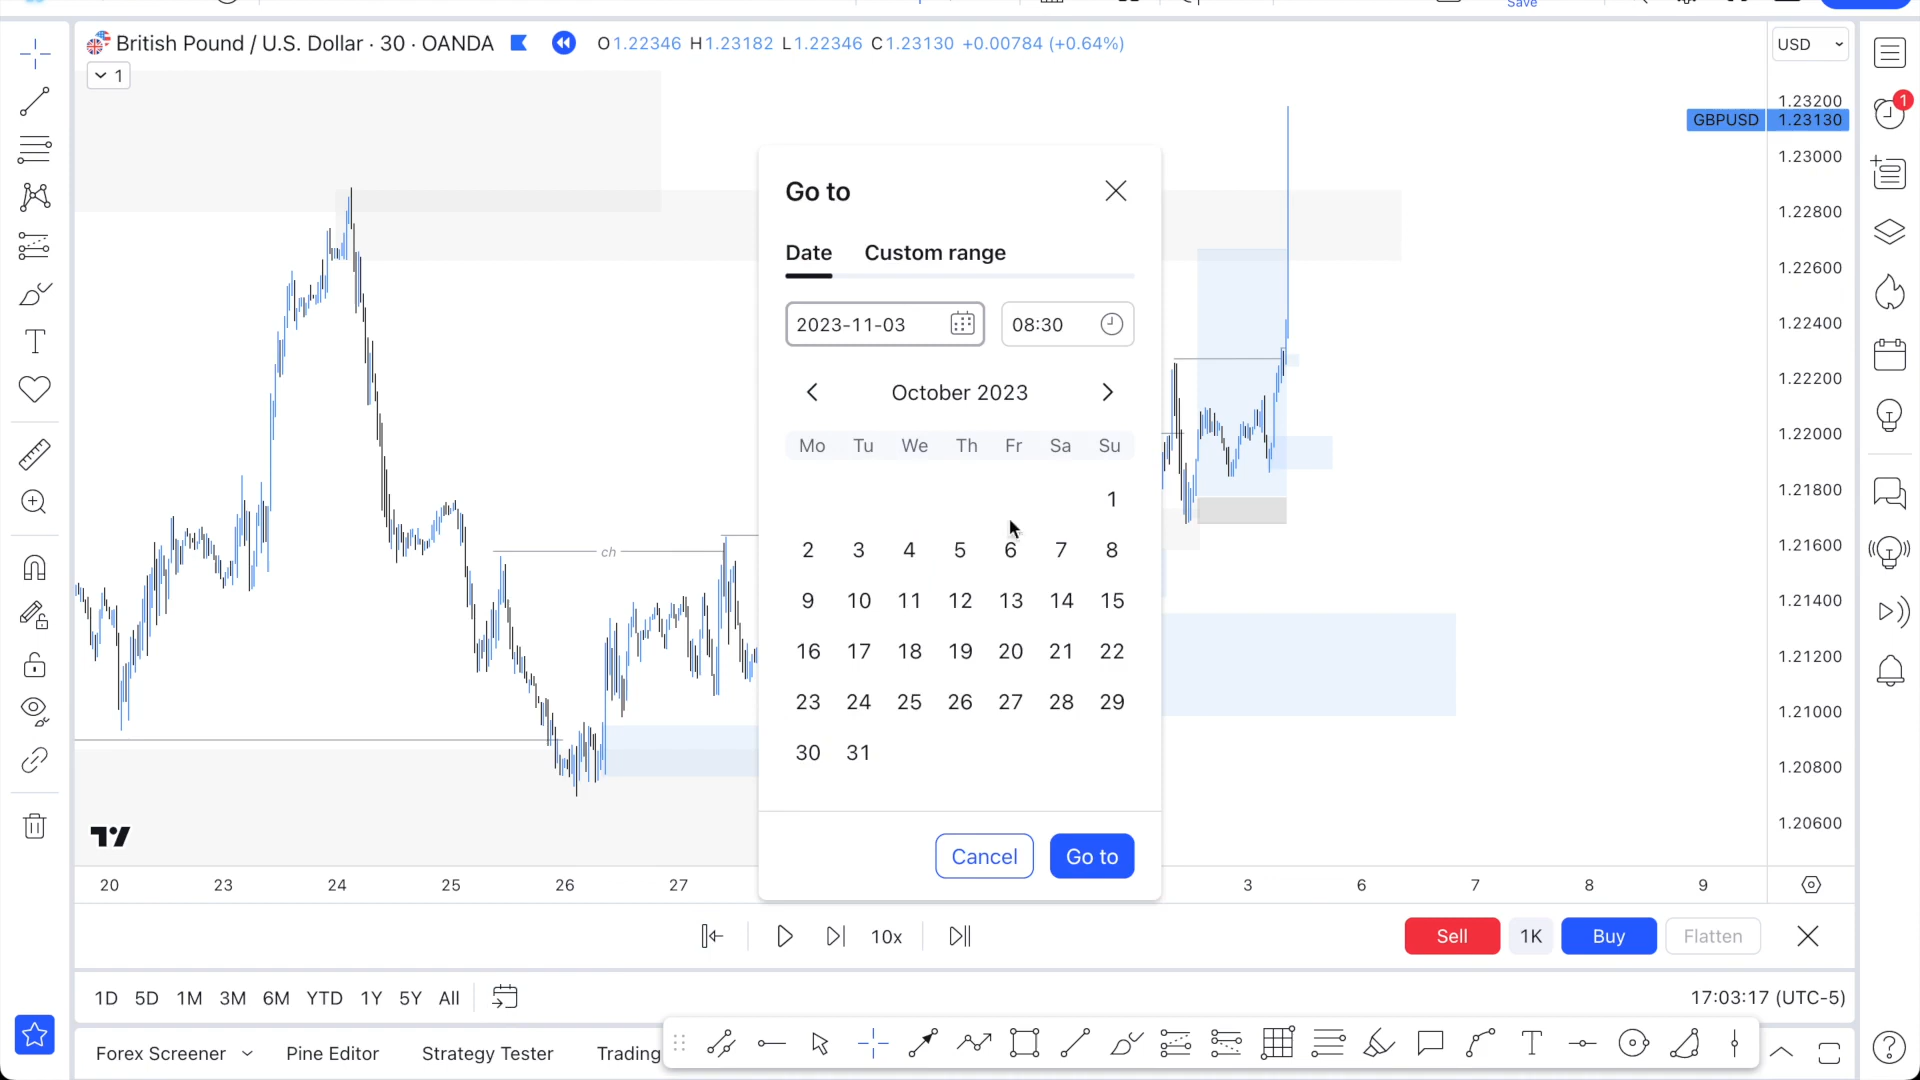 Save
British Pound / U.S. Dollar · 30 · OANDA O1.22346 H1.23182 L1.22346 C1.23130 +0.00784 (+0.64%)
USD
1
1
1.23200
GBPUSD 1.23130
1.23000
1.22800
1.22600
1.22400
1.22200
1.22000
1.21800
1.21600
1.21400
1.21200
1.21000
1.20800
1.20600
ch
Go to
Date Custom range
2023-11-03 08:30
October 2023
Mo Tu We Th Fr Sa Su
1
2 3 4 5 6 7 8
9 10 11 12 13 14 15
16 17 18 19 20 21 22
23 24 25 26 27 28 29
30 31
Cancel Go to
20 23 24 25 26 27 3 6 7 8 9
10x
Sell 1K Buy Flatten
1D 5D 1M 3M 6M YTD 1Y 5Y All
17:03:17 (UTC-5)
Forex Screener Pine Editor Strategy Tester Trading